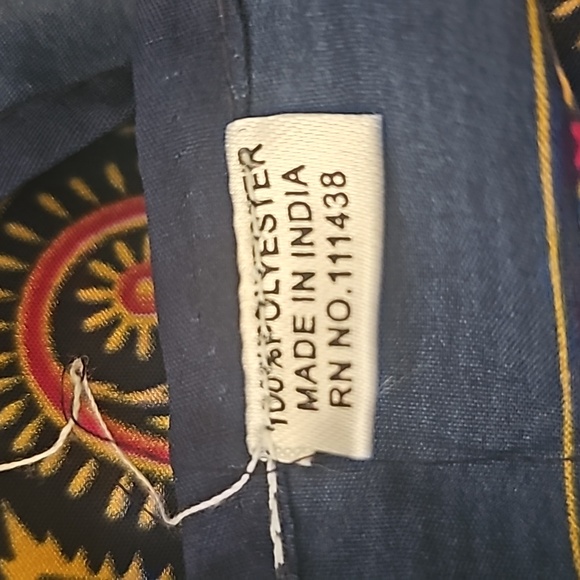 100% POLYESTER
MADE IN INDIA
RN NO.111438